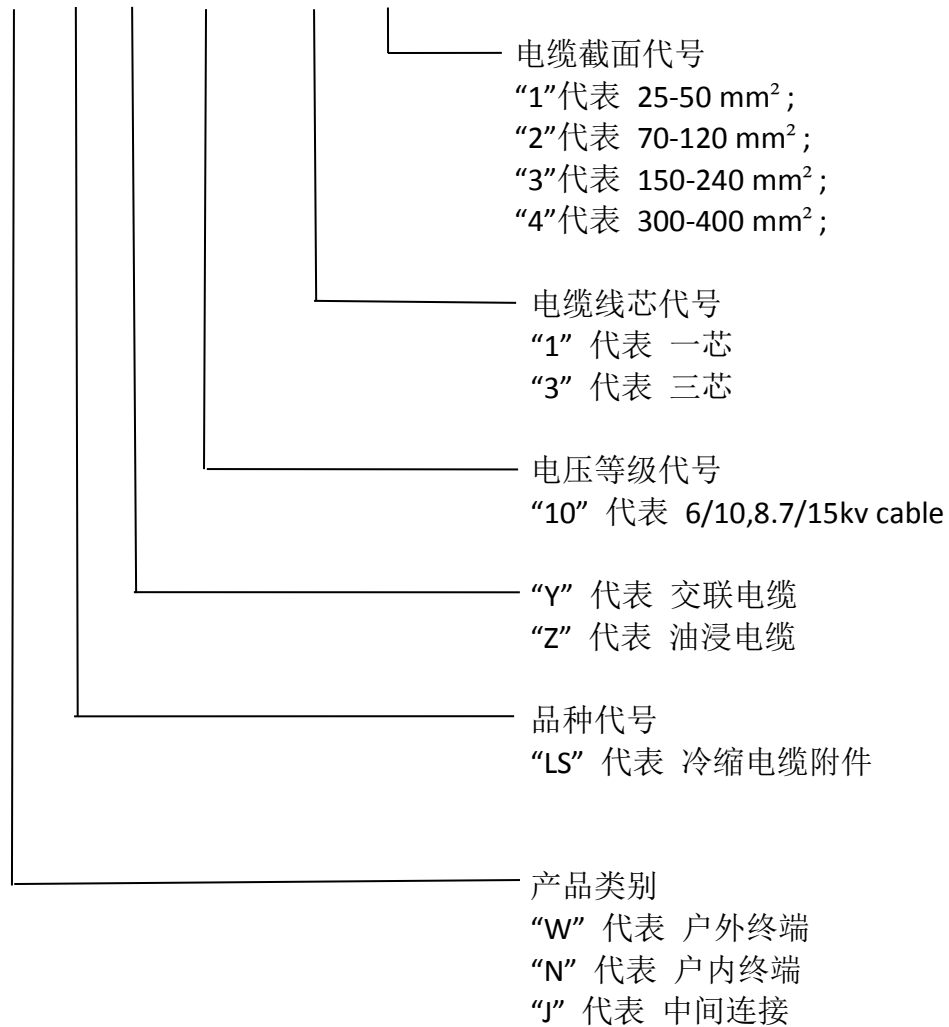 电缆截面代号
“1”代表 25-50 mm²;
“2”代表 70-120 mm²;
“3”代表 150-240 mm²;
“4”代表 300-400 mm²;
电缆线芯代号
“1” 代表 一芯
“3” 代表 三芯
电压等级代号
“10” 代表 6/10,8.7/15kv cable
“Y” 代表 交联电缆
“Z” 代表 油浸电缆
品种代号
“LS” 代表 冷缩电缆附件
产品类别
“W” 代表 户外终端
“N” 代表 户内终端
“J” 代表 中间连接